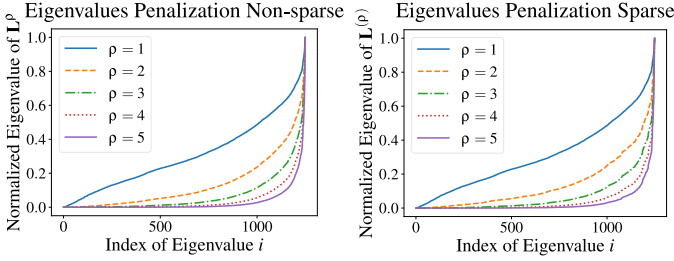 Eigenvalues Penalization Non-sparse
Normalized Eigenvalue of L^ρ
1.0
0.8
0.6
0.4
0.2
0.0
ρ = 1
ρ = 2
ρ = 3
ρ = 4
ρ = 5
0 500 1000
Index of Eigenvalue i
Eigenvalues Penalization Sparse
Normalized Eigenvalue of L^(ρ)
1.0
0.8
0.6
0.4
0.2
0.0
ρ = 1
ρ = 2
ρ = 3
ρ = 4
ρ = 5
0 500 1000
Index of Eigenvalue i